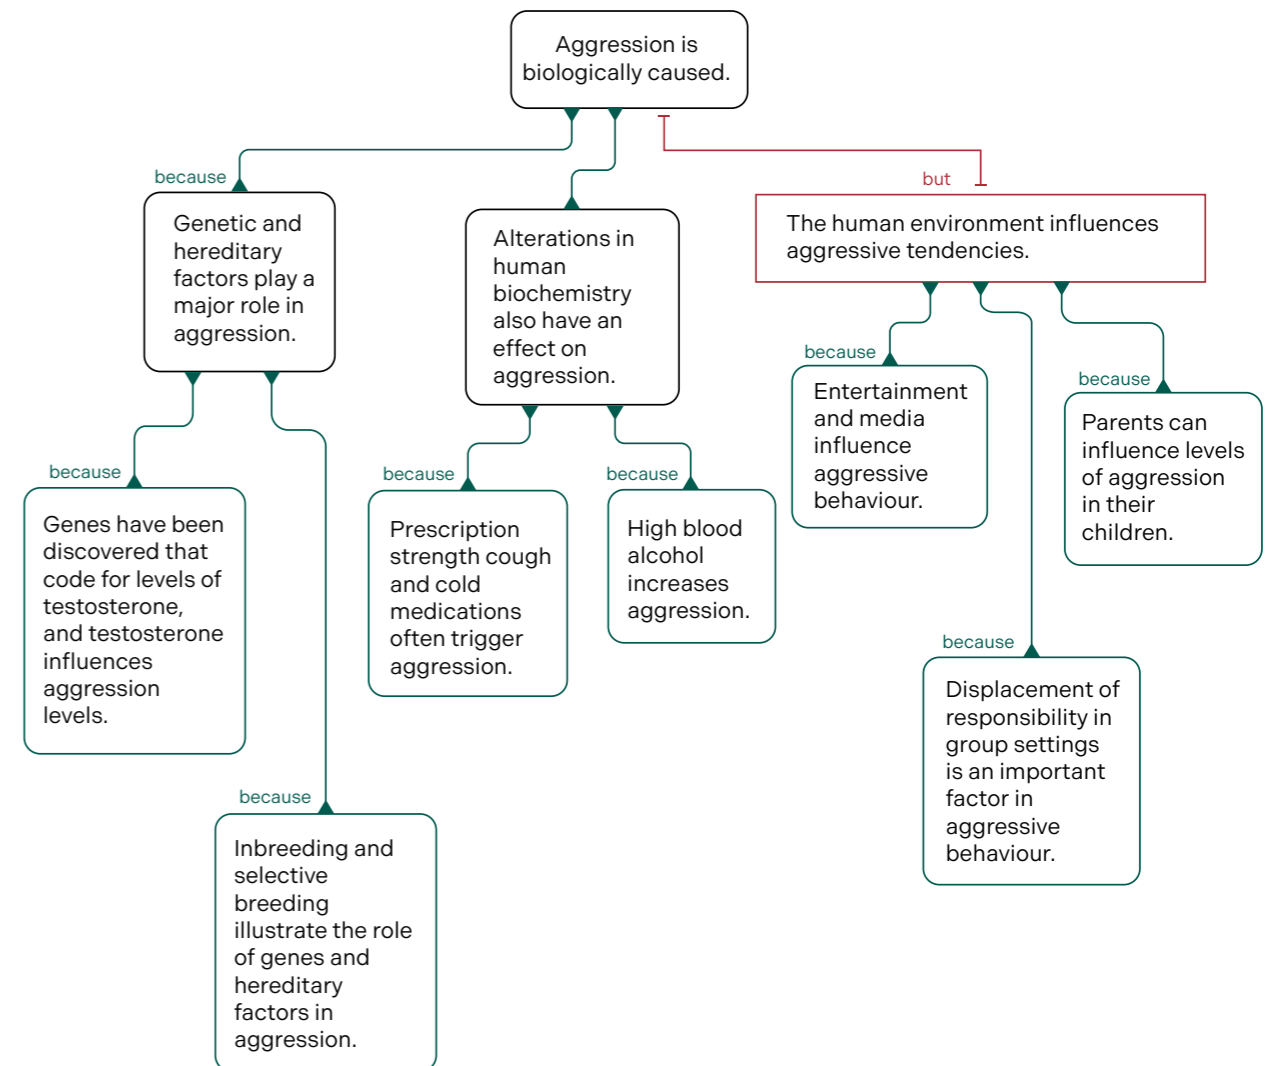 Aggression is
biologically caused.
because
Genetic and
hereditary
factors play a
major role in
aggression.
Alterations in
human
biochemistry
also have an
effect on
aggression.
but
The human environment influences
aggressive tendencies.
because
Genes have been
discovered that
code for levels of
testosterone,
and testosterone
influences
aggression
levels.
because
Inbreeding and
selective
breeding
illustrate the role
of genes and
hereditary
factors in
aggression.
because
Prescription
strength cough
and cold
medications
often trigger
aggression.
because
High blood
alcohol
increases
aggression.
because
Entertainment
and media
influence
aggressive
behaviour.
because
Displacement of
responsibility in
group settings
is an important
factor in
aggressive
behaviour.
because
Parents can
influence levels
of aggression
in their
children.